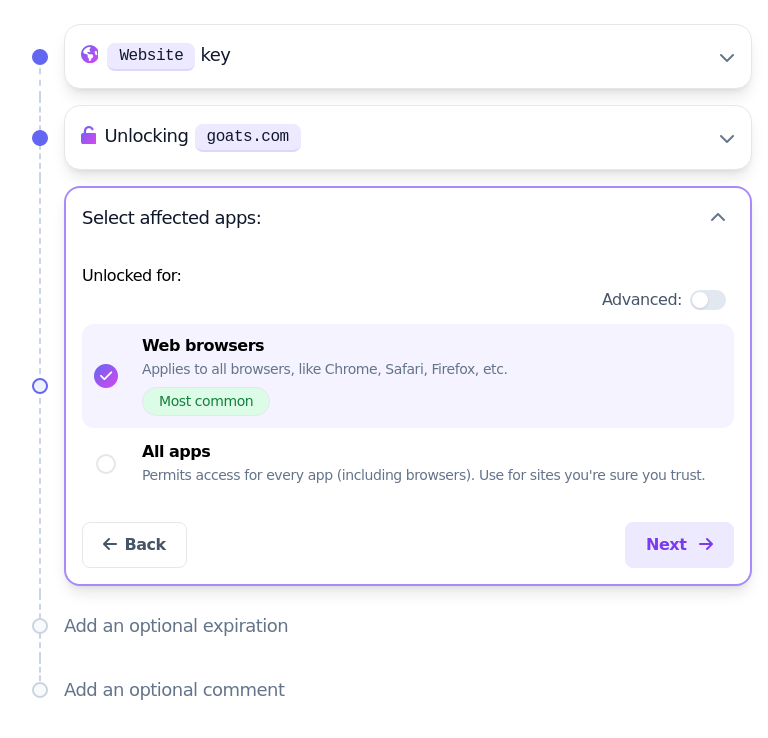 Website key
Unlocking goats.com
Select affected apps:
Unlocked for:
Advanced:
Web browsers
Applies to all browsers, like Chrome, Safari, Firefox, etc.
Most common
All apps
Permits access for every app (including browsers). Use for sites you're sure you trust.
← Back
Next →
Add an optional expiration
Add an optional comment